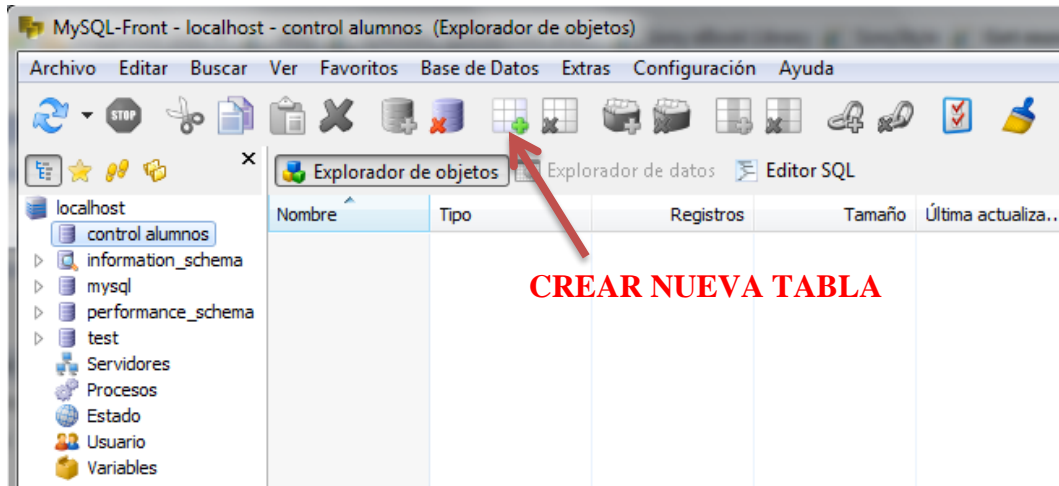 MySQL-Front - localhost - control alumnos (Explorador de objetos)
Archivo Editar Buscar Ver Favoritos Base de Datos Extras Configuración Ayuda
STOP
Explorador de objetos Explorador de datos Editor SQL
localhost
control alumnos
information_schema
mysql
performance_schema
test
Servidores
Procesos
Estado
Usuario
Variables
Nombre Tipo Registros Tamaño Última actualiza...
CREAR NUEVA TABLA